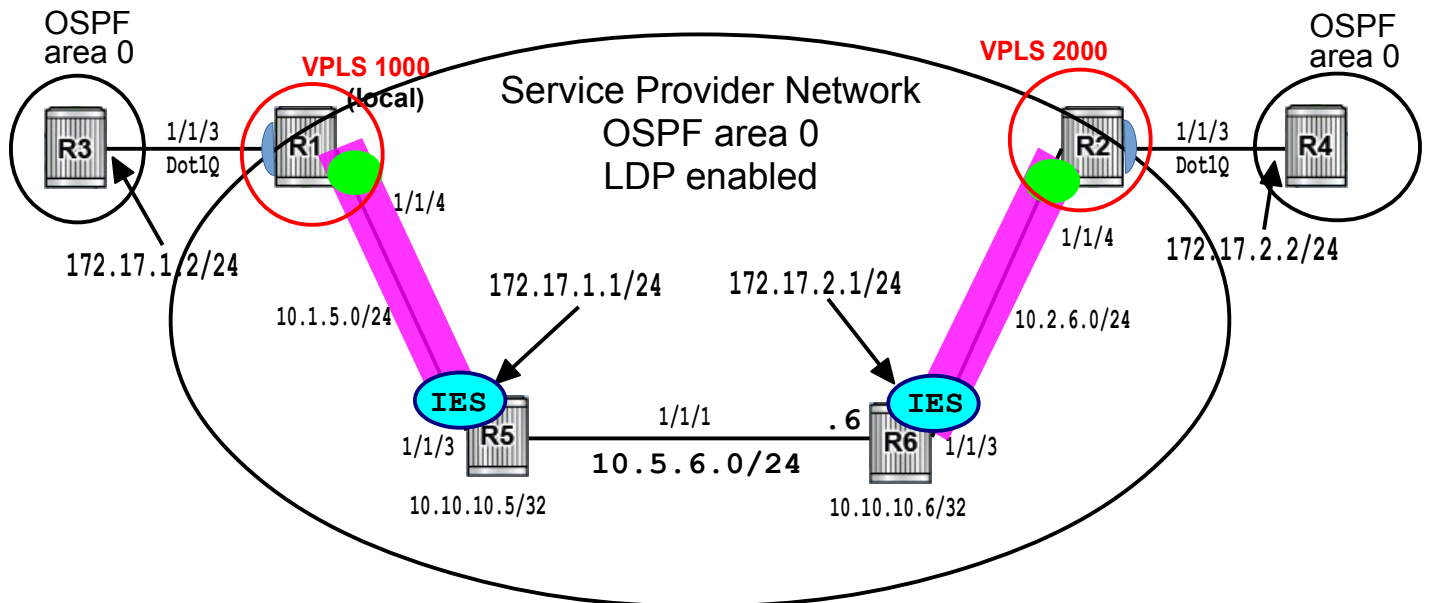 OSPF
area 0
OSPF
area 0
VPLS 1000
(local)
VPLS 2000
Service Provider Network
OSPF area 0
LDP enabled
R3
1/1/3
Dot1Q
R1
R2
1/1/3
Dot1Q
R4
1/1/4
1/1/4
172.17.1.2/24
172.17.2.2/24
172.17.1.1/24
172.17.2.1/24
10.1.5.0/24
10.2.6.0/24
IES
IES
1/1/3
R5
1/1/1
.6
R6
1/1/3
10.5.6.0/24
10.10.10.5/32
10.10.10.6/32